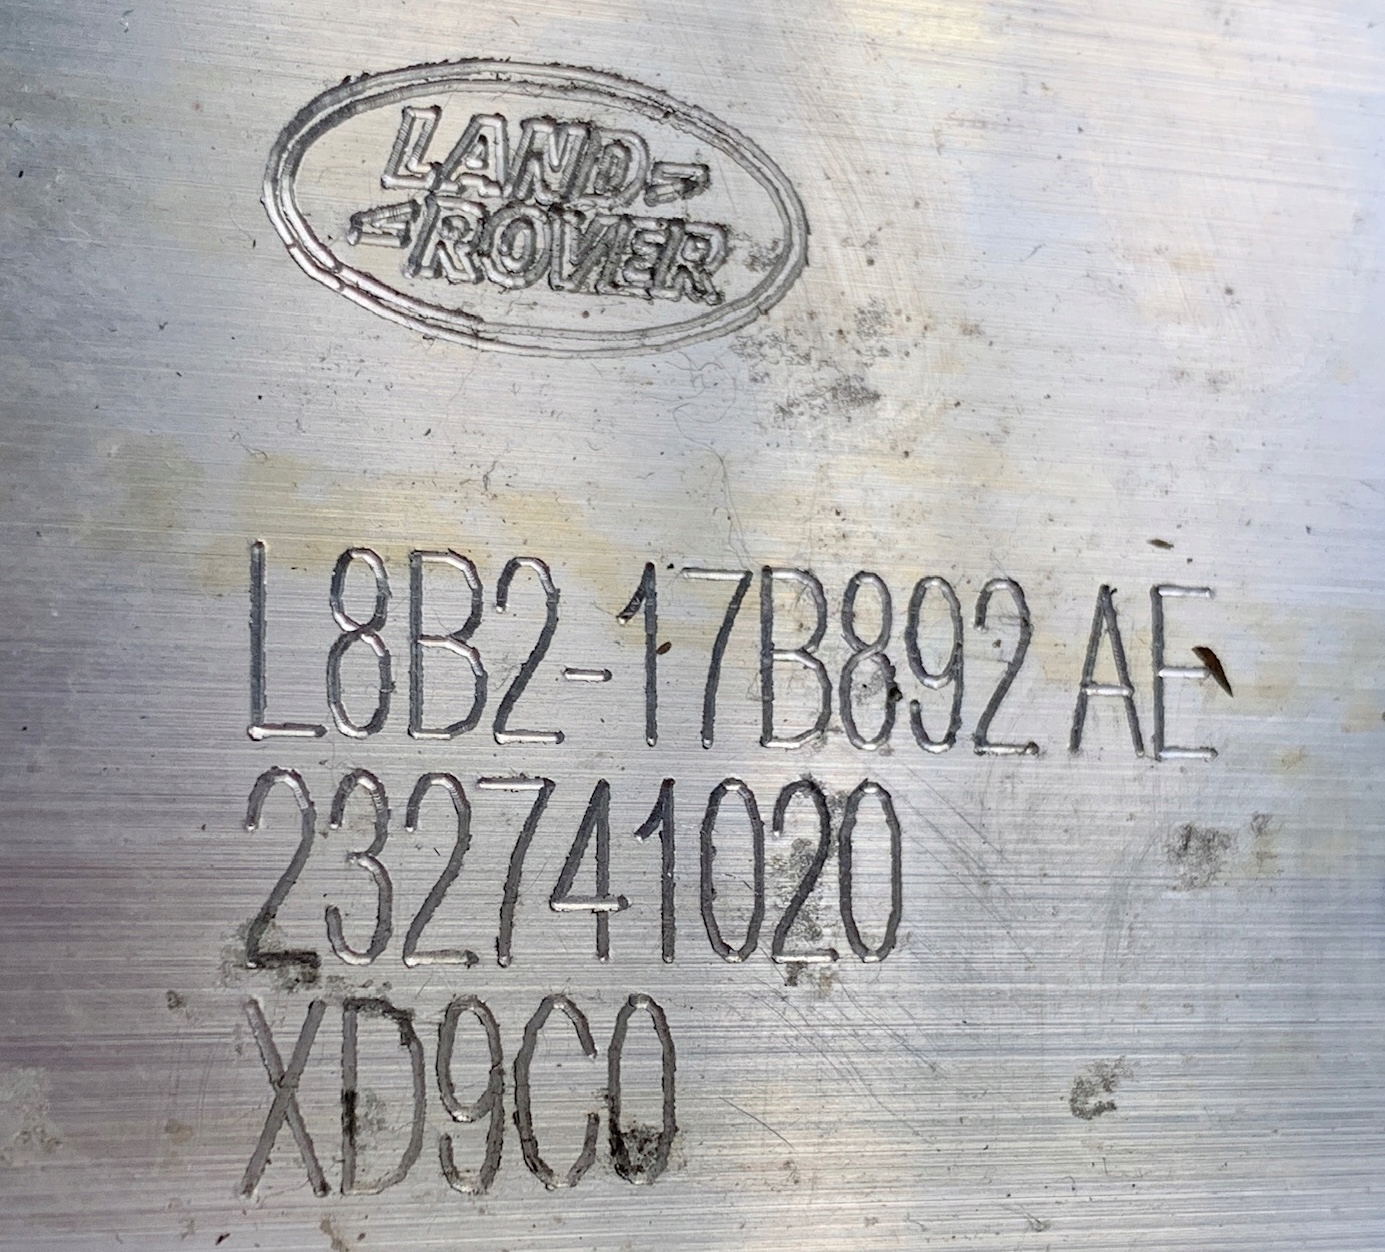 LAND
ROVER
L8B2-17B892 AE
232741020
XD9C0